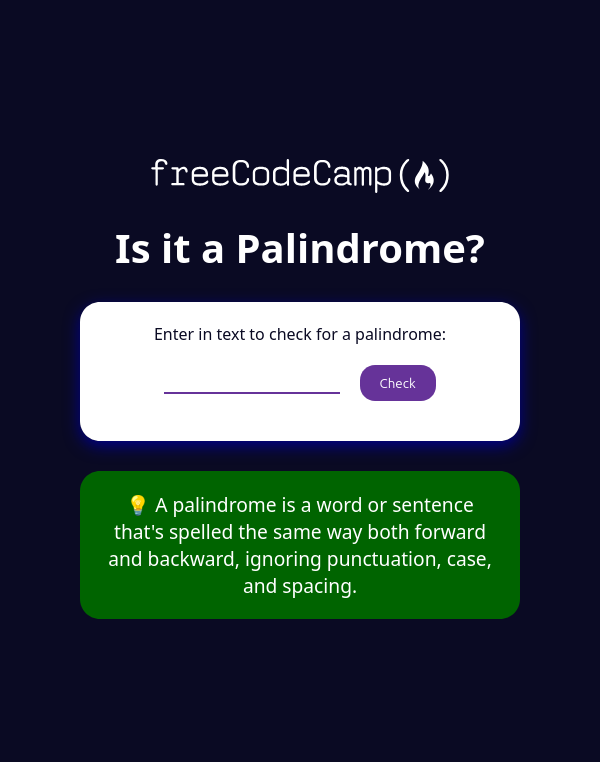 freeCodeCamp(🔥)
Is it a Palindrome?
Enter in text to check for a palindrome:
Check
💡 A palindrome is a word or sentence
that's spelled the same way both forward
and backward, ignoring punctuation, case,
and spacing.